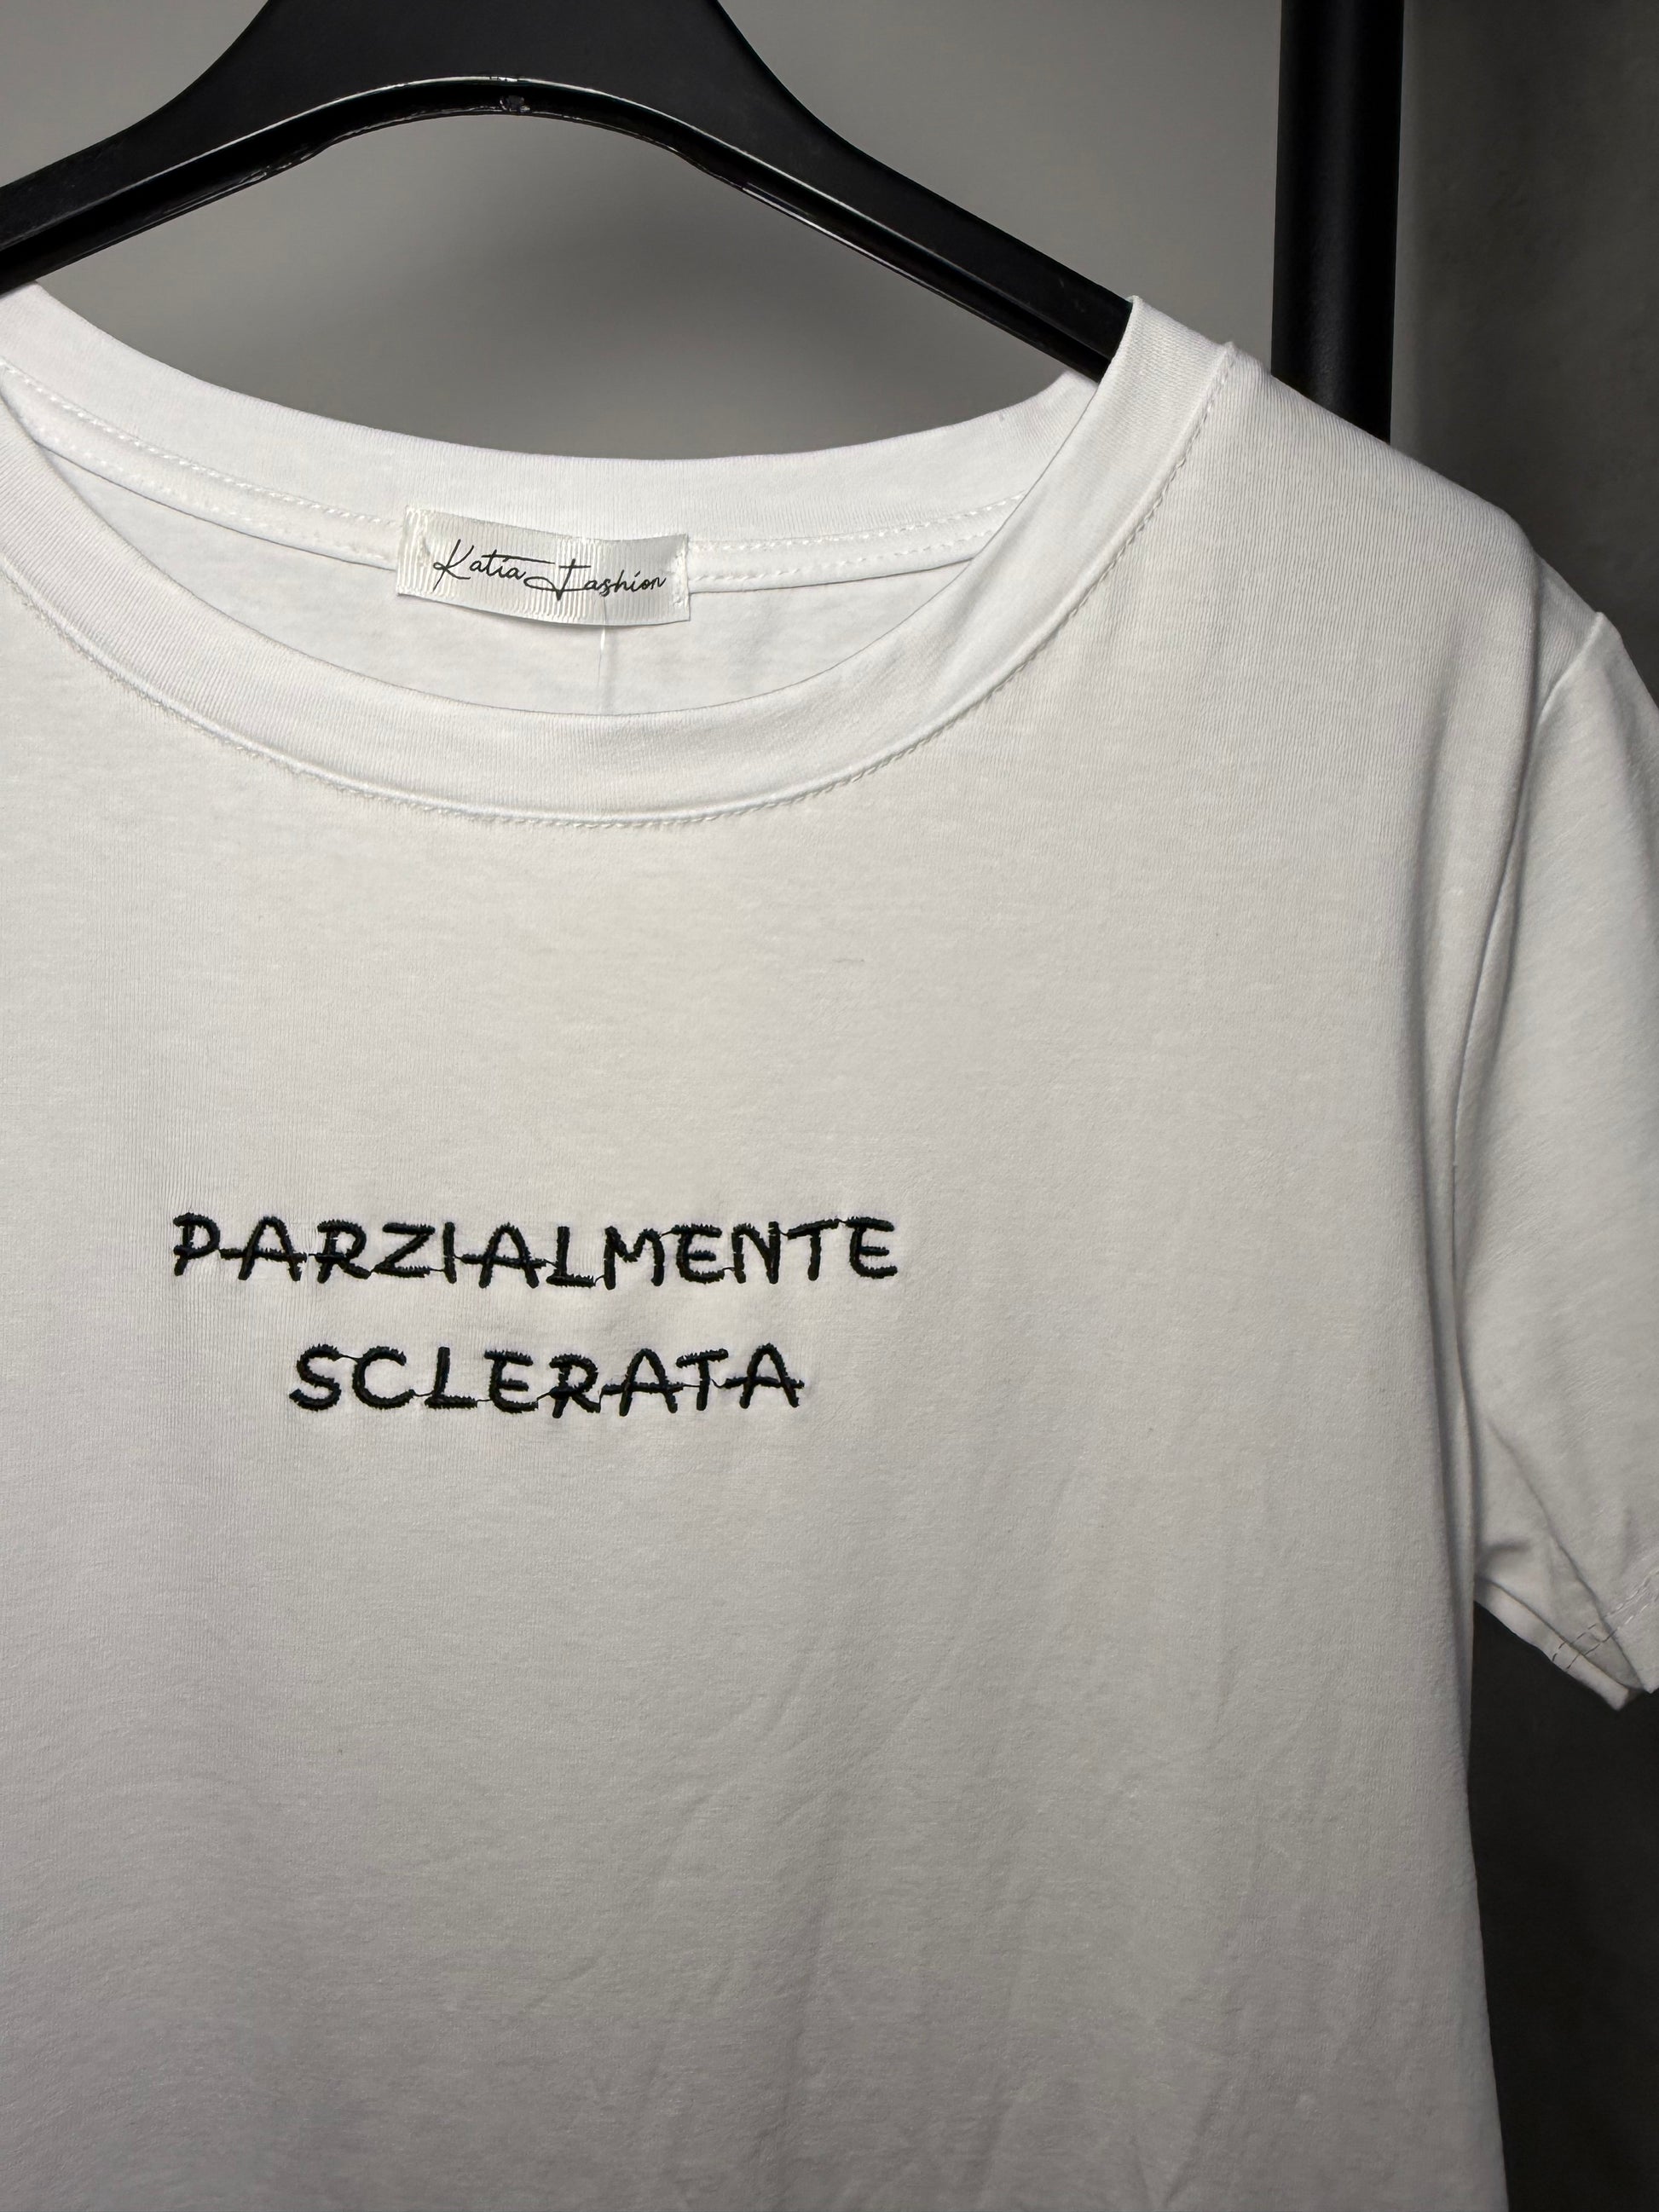 Katia Fashion
PARZIALMENTE
SCLERATA